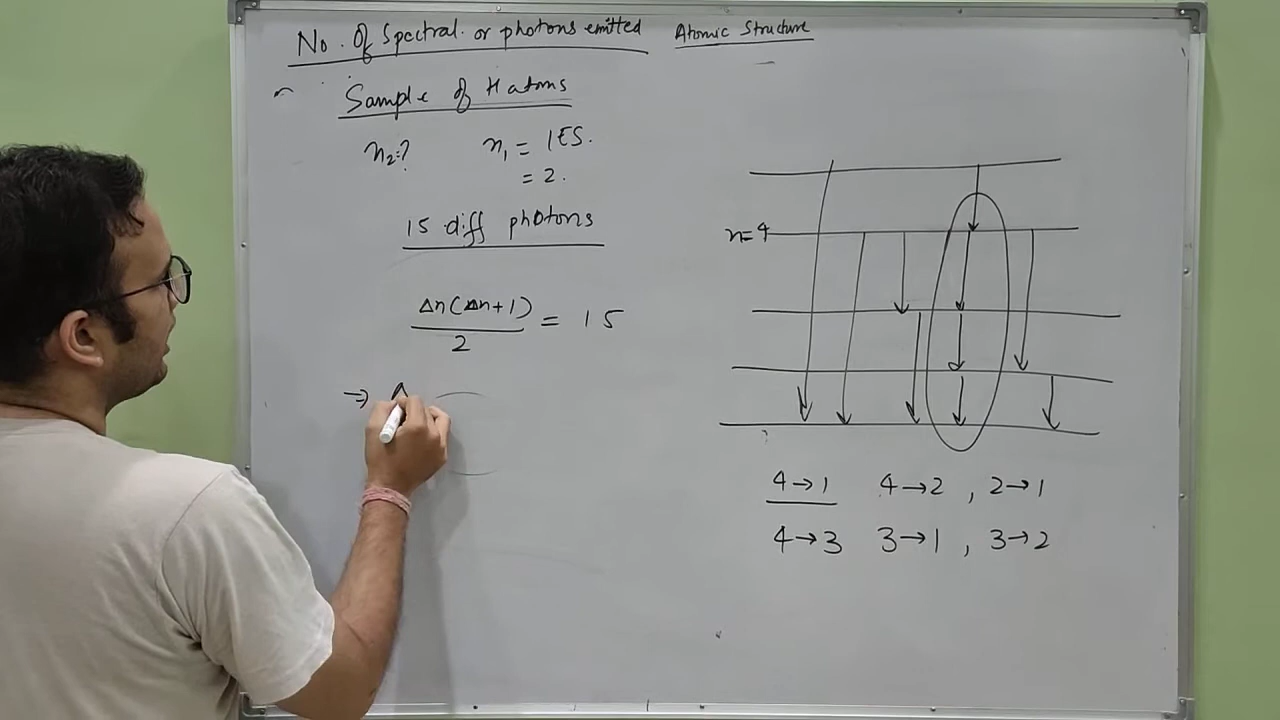 No. Of Spectral. or photons emitted Atomic Structure
Sample of H atoms
n₂=? n₁ = 1ES.
= 2.
15 diff photons
Δn(Δn+1)/2 = 15
→ Δ
n=4
4→1 4→2 , 2→1
4→3 3→1 , 3→2